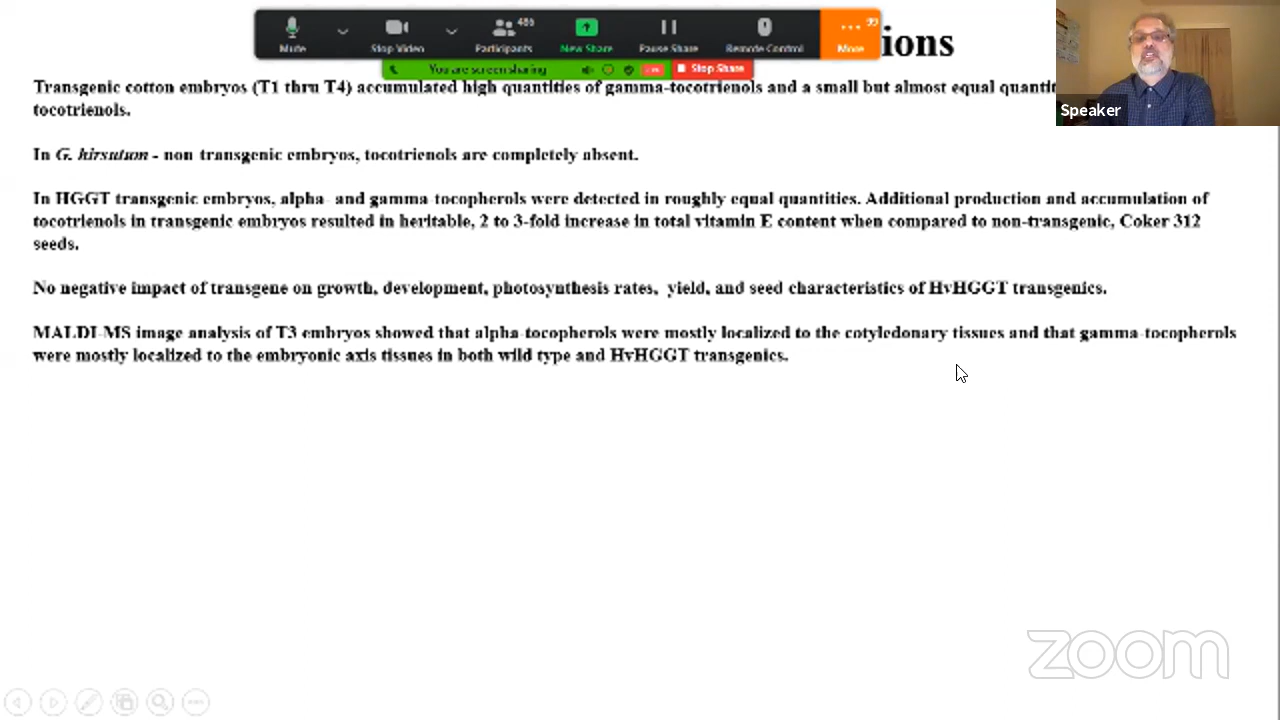 Mute
Stop Video
Participants
486
New Share
Pause Share
Remote Control
More
ions
You are screen sharing
Stop Share
Speaker
Transgenic cotton embryos (T1 thru T4) accumulated high quantities of gamma-tocotrienols and a small but almost equal
tocotrienols.
In G. hirsutum - non transgenic embryos, tocotrienols are completely absent.
In HGGT transgenic embryos, alpha- and gamma-tocopherols were detected in roughly equal quantities. Additional production and accumulation of
tocotrienols in transgenic embryos resulted in heritable, 2 to 3-fold increase in total vitamin E content when compared to non-transgenic, Coker 312
seeds.
No negative impact of transgene on growth, development, photosynthesis rates, yield, and seed characteristics of HvHGGT transgenics.
MALDI-MS image analysis of T3 embryos showed that alpha-tocopherols were mostly localized to the cotyledonary tissues and that gamma-tocopherols
were mostly localized to the embryonic axis tissues in both wild type and HvHGGT transgenics.
zoom